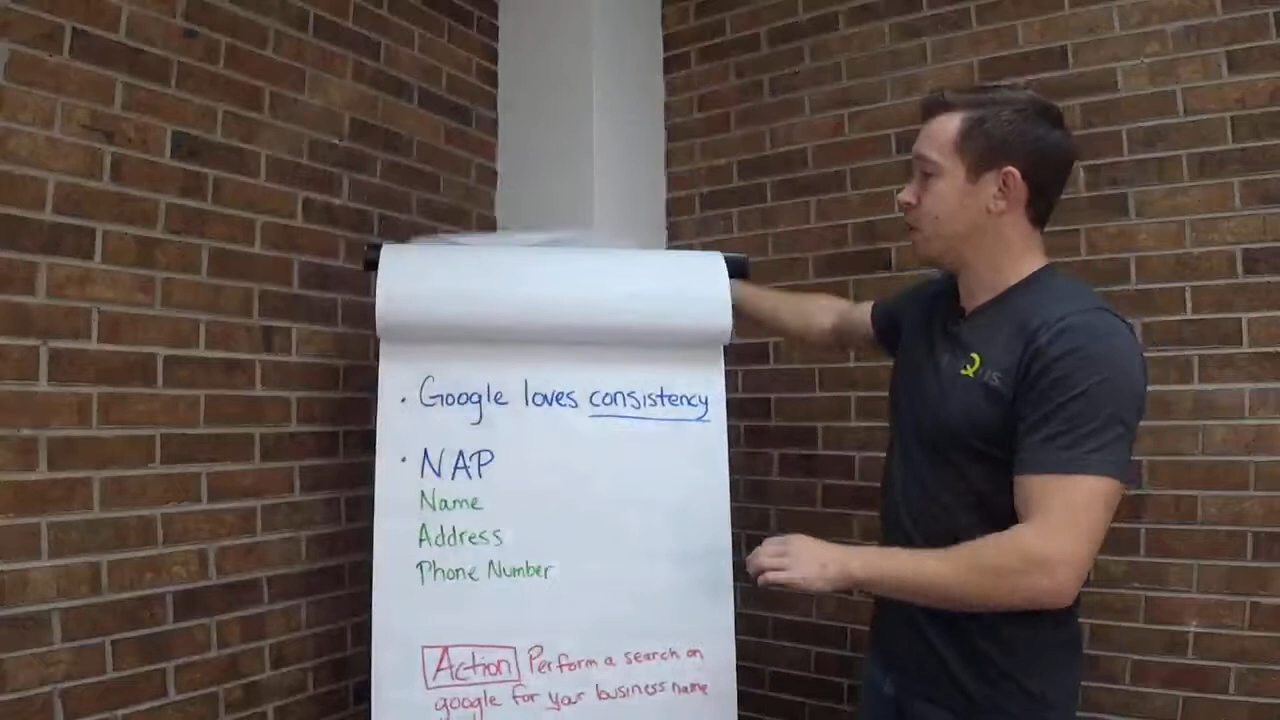 · Google loves consistency
· NAP
Name
Address
Phone Number
Action Perform a search on
google for your business name